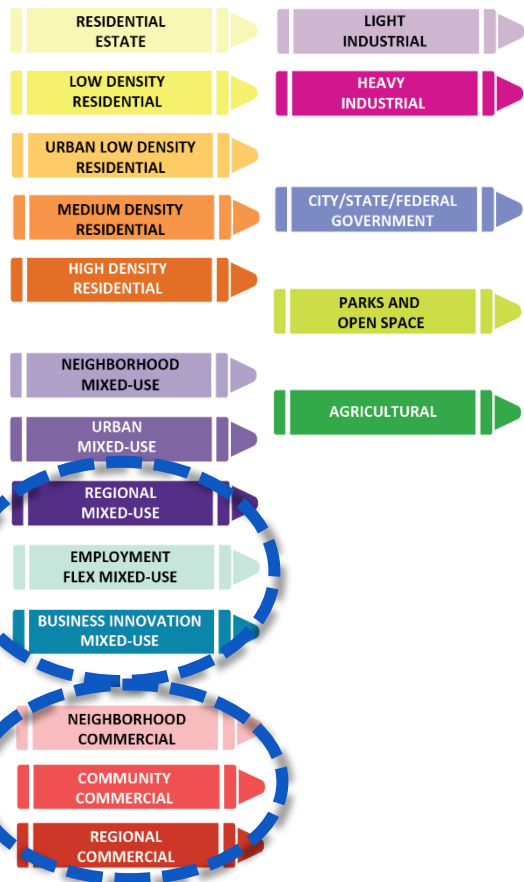 RESIDENTIAL
ESTATE
LOW DENSITY
RESIDENTIAL
URBAN LOW DENSITY
RESIDENTIAL
MEDIUM DENSITY
RESIDENTIAL
HIGH DENSITY
RESIDENTIAL
NEIGHBORHOOD
MIXED-USE
URBAN
MIXED-USE
REGIONAL
MIXED-USE
EMPLOYMENT
FLEX MIXED-USE
BUSINESS INNOVATION
MIXED-USE
NEIGHBORHOOD
COMMERCIAL
COMMUNITY
COMMERCIAL
REGIONAL
COMMERCIAL
LIGHT
INDUSTRIAL
HEAVY
INDUSTRIAL
CITY/STATE/FEDERAL
GOVERNMENT
PARKS AND
OPEN SPACE
AGRICULTURAL